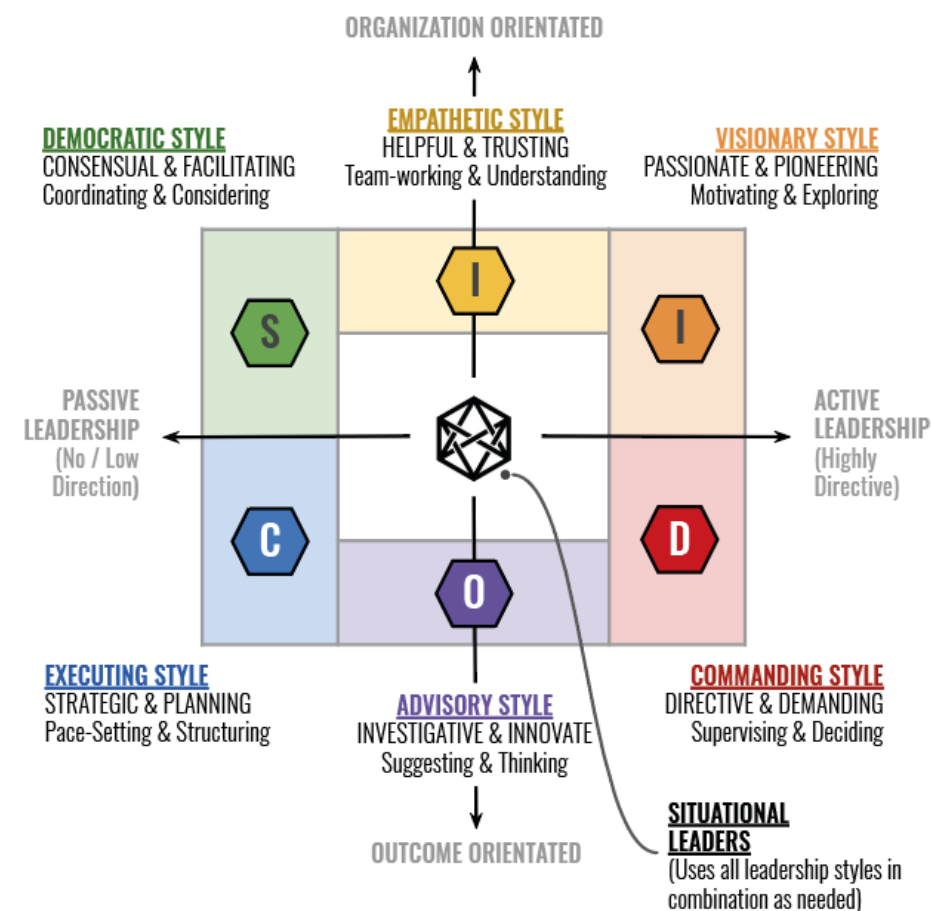 ORGANIZATION ORIENTATED
DEMOCRATIC STYLE
CONSENSUAL & FACILITATING
Coordinating & Considering
EMPATHETIC STYLE
HELPFUL & TRUSTING
Team-working & Understanding
VISIONARY STYLE
PASSIONATE & PIONEERING
Motivating & Exploring
I
S
I
PASSIVE
LEADERSHIP
(No / Low
Direction)
ACTIVE
LEADERSHIP
(Highly
Directive)
C
D
O
EXECUTING STYLE
STRATEGIC & PLANNING
Pace-Setting & Structuring
ADVISORY STYLE
INVESTIGATIVE & INNOVATE
Suggesting & Thinking
COMMANDING STYLE
DIRECTIVE & DEMANDING
Supervising & Deciding
OUTCOME ORIENTATED
SITUATIONAL
LEADERS
(Uses all leadership styles in
combination as needed)